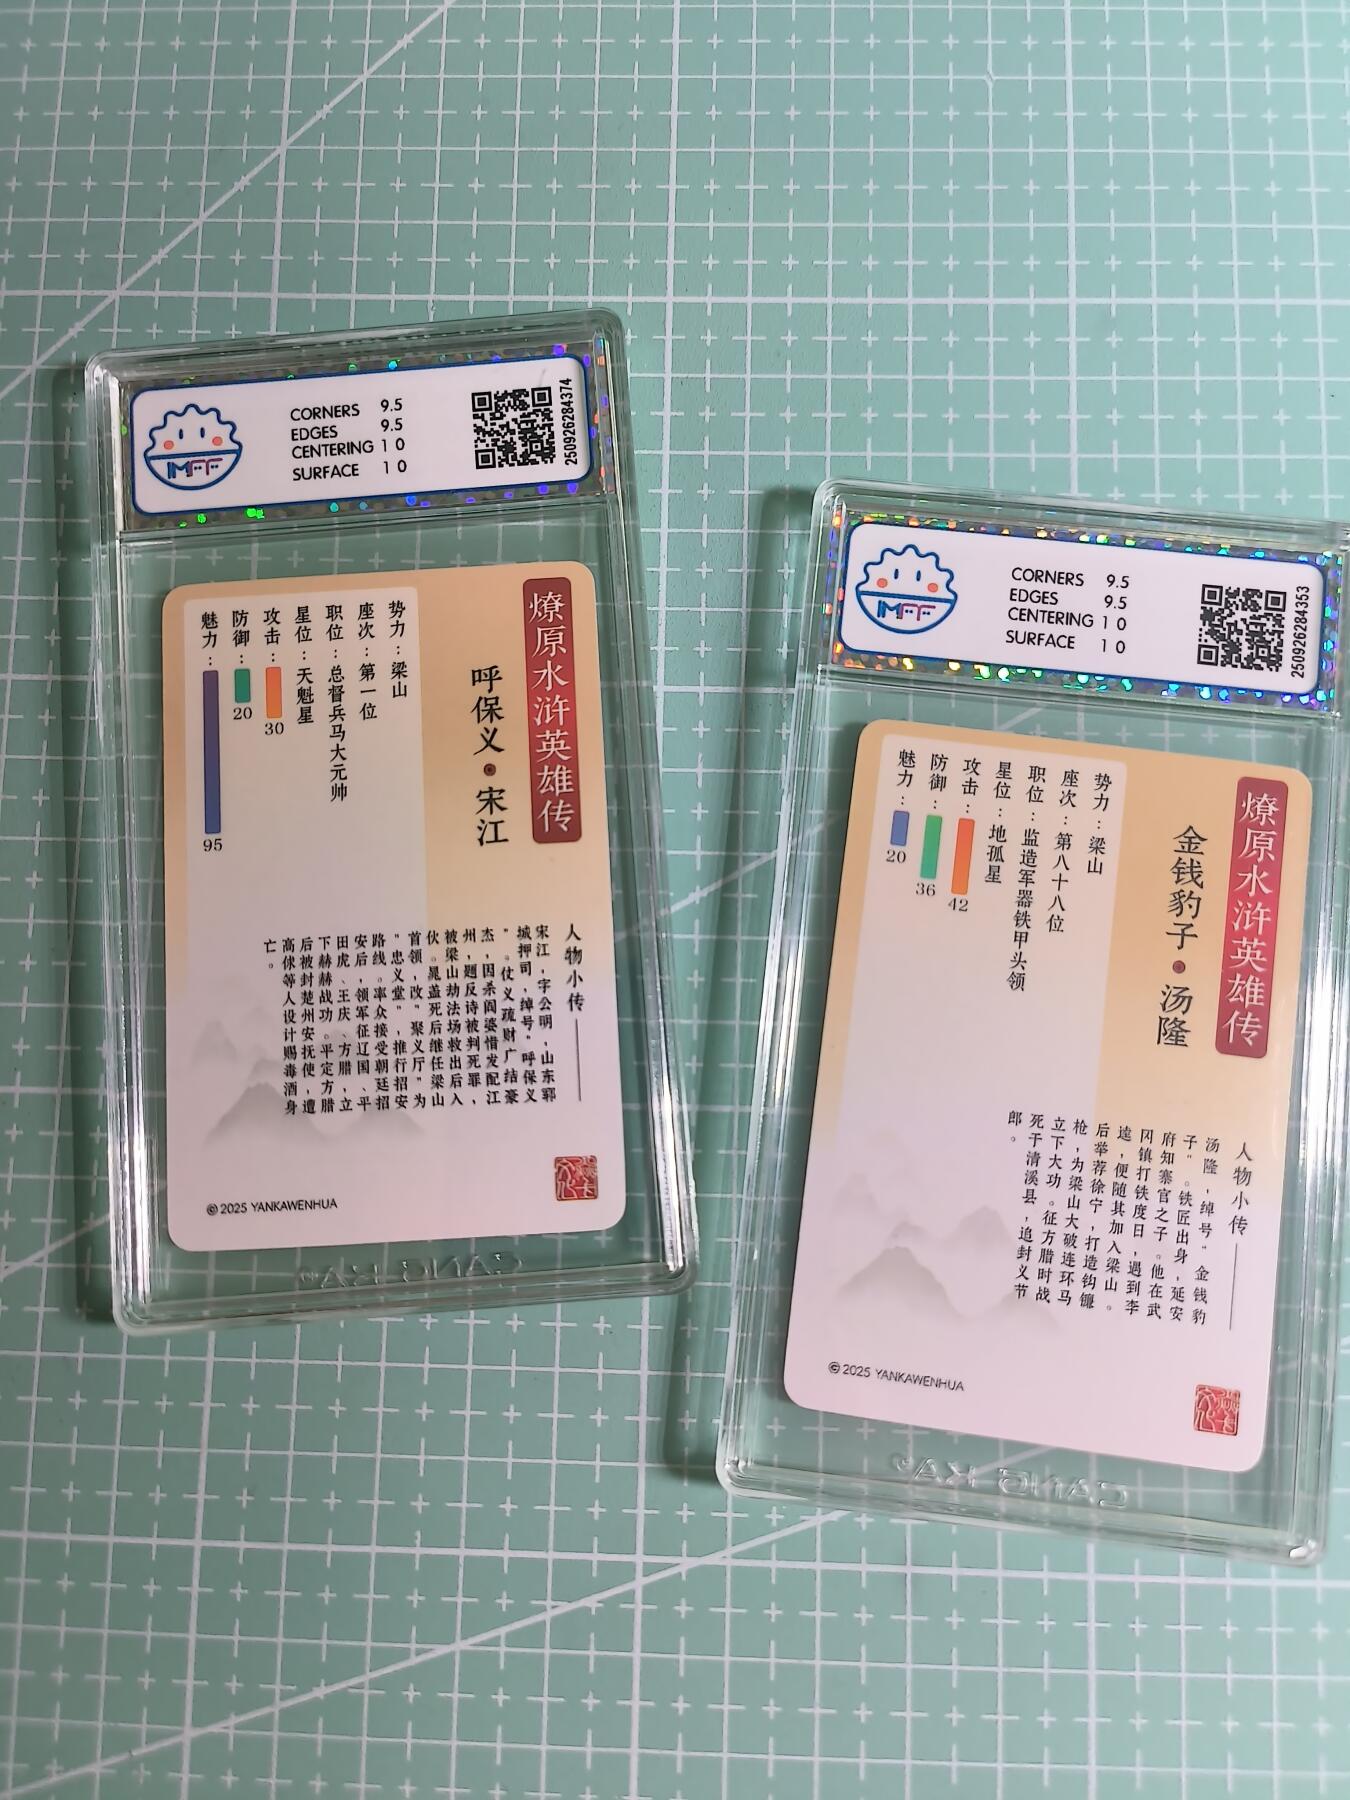 IMFF
CORNERS 9.5
EDGES 9.5
CENTERING 10
SURFACE 10
250926284374
燎原水浒英雄传
呼保义·宋江
势力：梁山
座次：第一位
职位：总督兵马大元帅
星位：天魁星
攻击：30
防御：20
魅力：95
人物小传
宋江，字公明，山东郓
城押司，绰号“呼保义
”。仗义疏财广结豪
杰，因杀阎婆惜发配江
州，题反诗被判死罪，
被梁山劫法场救出后入
伙。晁盖死后继任梁山
首领，改“聚义厅”为
“忠义堂”，推行招安
路线。率众接受朝廷招
安后，领军征辽国、平
田虎、王庆、方腊，立
下赫赫战功。平定方腊
后被封楚州安抚使，遭
高俅等人设计赐毒酒身
亡。
© 2025 YANKAWENHUA
CANG KA
IMFF
CORNERS 9.5
EDGES 9.5
CENTERING 10
SURFACE 10
250926284353
燎原水浒英雄传
金钱豹子·汤隆
势力：梁山
座次：第八十八位
职位：监造军器铁甲头领
星位：地孤星
攻击：42
防御：36
魅力：20
人物小传
汤隆，绰号“金钱豹
子”。铁匠出身，延安
府知寨官之子。他在武
冈镇打铁度日，遇到李
逵，便随其加入梁山。
后举荐徐宁，打造钩镰
枪，为梁山大破连环马
立下大功。征方腊时战
死于清溪县，追封义节
郎。
© 2025 YANKAWENHUA
CANG KA